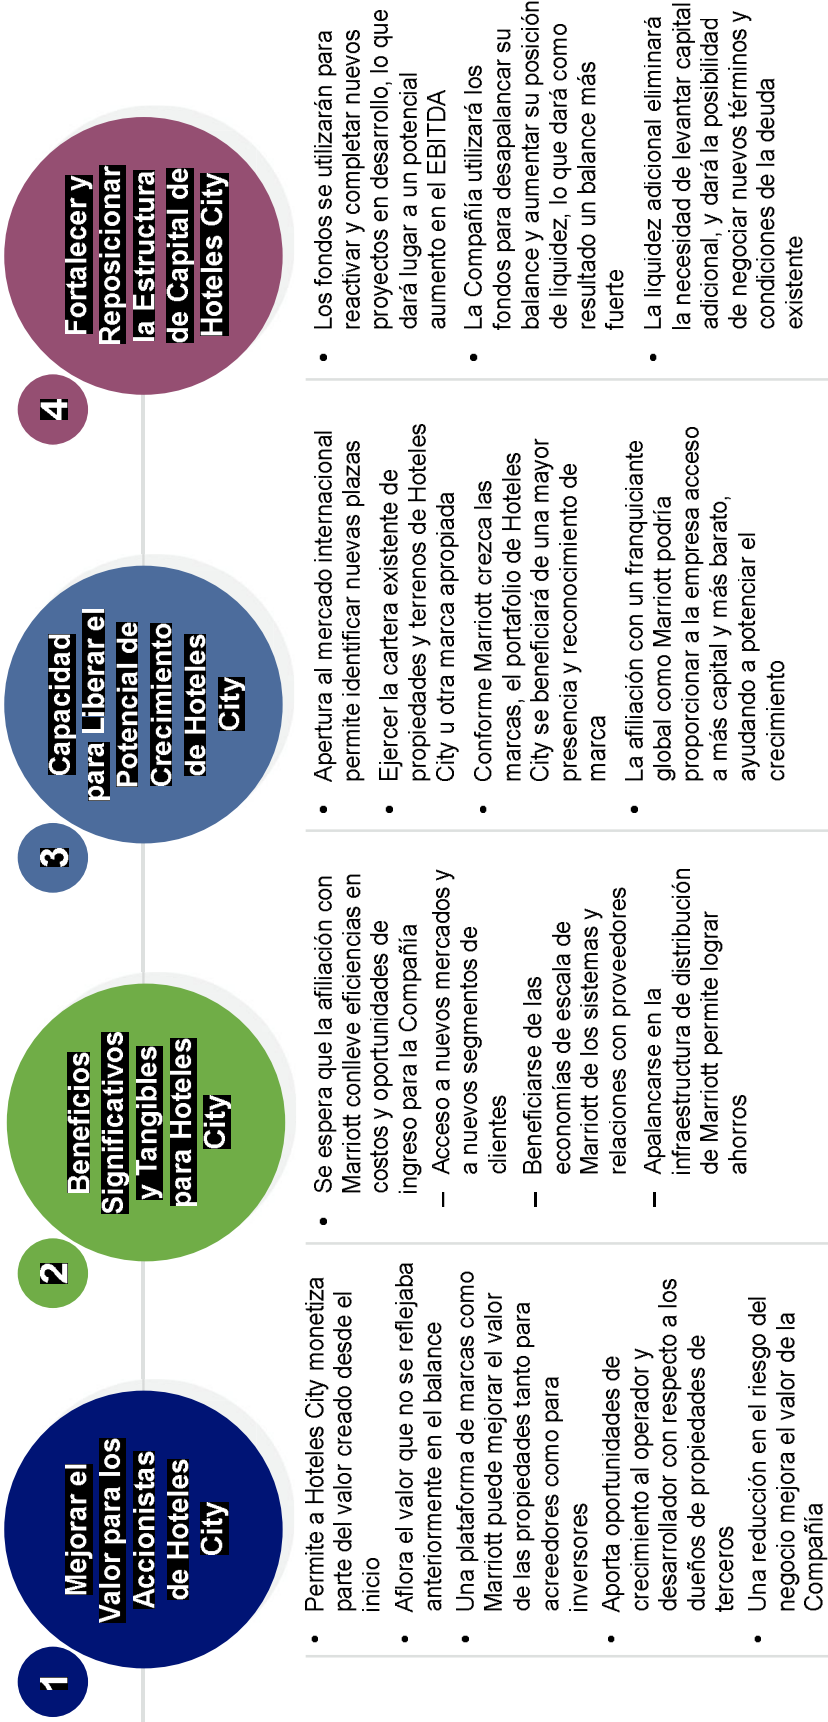 1
Mejorar el
Valor para los
Accionistas
de Hoteles
City
• Permite a Hoteles City monetiza
parte del valor creado desde el
inicio
• Aflora el valor que no se reflejaba
anteriormente en el balance
• Una plataforma de marcas como
Marriott puede mejorar el valor
de las propiedades tanto para
acreedores como para
inversores
• Aporta oportunidades de
crecimiento al operador y
desarrollador con respecto a los
dueños de propiedades de
terceros
• Una reducción en el riesgo del
negocio mejora el valor de la
Compañía
2
Beneficios
Significativos
y Tangibles
para Hoteles
City
• Se espera que la afiliación con
Marriott conlleve eficiencias en
costos y oportunidades de
ingreso para la Compañía
– Acceso a nuevos mercados y
a nuevos segmentos de
clientes
– Beneficiarse de las
economías de escala de
Marriott de los sistemas y
relaciones con proveedores
– Apalancarse en la
infraestructura de distribución
de Marriott permite lograr
ahorros
3
Capacidad
para Liberar el
Potencial de
Crecimiento
de Hoteles
City
• Apertura al mercado internacional
permite identificar nuevas plazas
• Ejercer la cartera existente de
propiedades y terrenos de Hoteles
City u otra marca apropiada
• Conforme Marriott crezca las
marcas, el portafolio de Hoteles
City se beneficiará de una mayor
presencia y reconocimiento de
marca
• La afiliación con un franquiciante
global como Marriott podría
proporcionar a la empresa acceso
a más capital y más barato,
ayudando a potenciar el
crecimiento
4
Fortalecer y
Reposicionar
la Estructura
de Capital de
Hoteles City
• Los fondos se utilizarán para
reactivar y completar nuevos
proyectos en desarrollo, lo que
dará lugar a un potencial
aumento en el EBITDA
• La Compañía utilizará los
fondos para desapalancar su
balance y aumentar su posición
de liquidez, lo que dará como
resultado un balance más
fuerte
• La liquidez adicional eliminará
la necesidad de levantar capital
adicional, y dará la posibilidad
de negociar nuevos términos y
condiciones de la deuda
existente